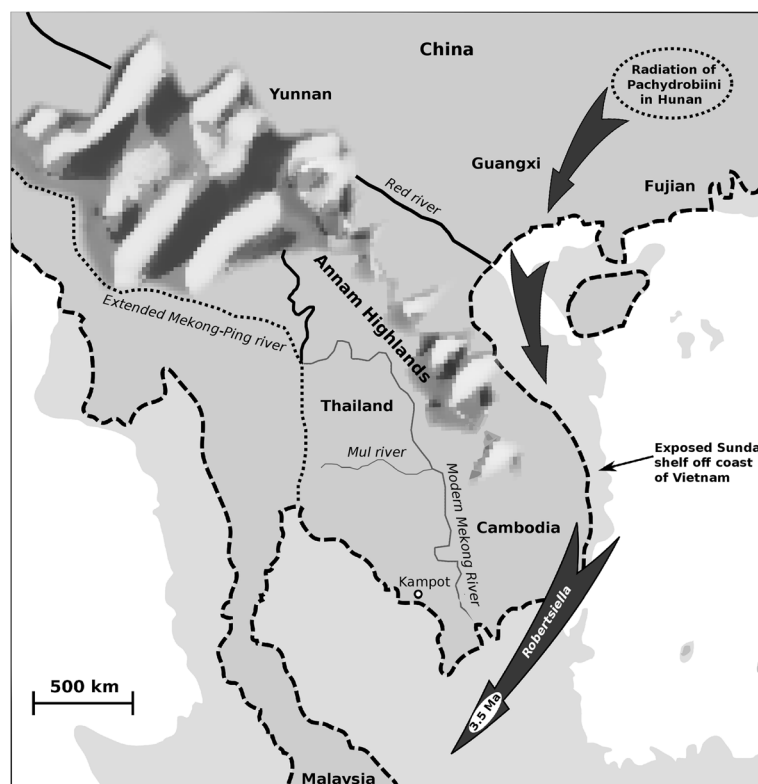 China
Radiation of
Pachydrobiini
in Hunan
Yunnan
Guangxi
Fujian
Red river
Annam Highlands
Extended Mekong-Ping river
Thailand
Mul river
Modern Mekong River
Exposed Sunda
shelf off coast
of Vietnam
Cambodia
Kampot
Robertsiella
3.5 Ma
500 km
Malaysia